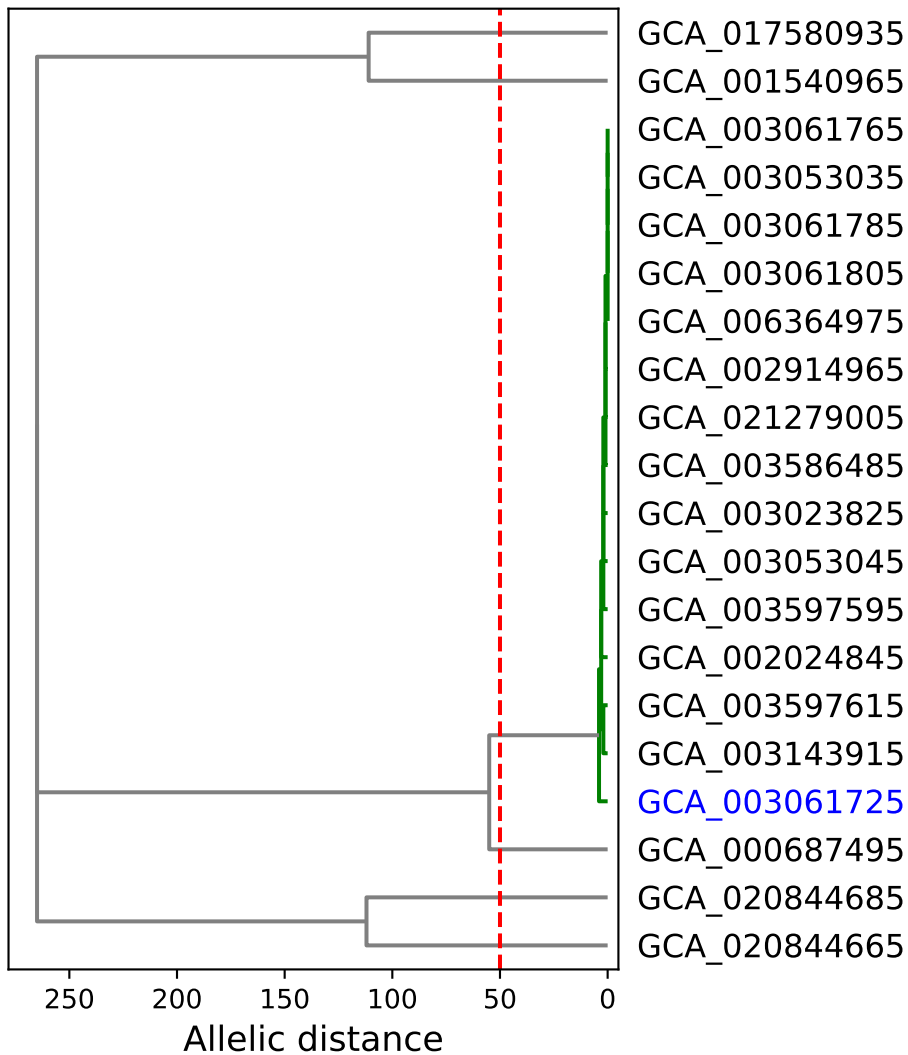 GCA_017580935
GCA_001540965
GCA_003061765
GCA_003053035
GCA_003061785
GCA_003061805
GCA_006364975
GCA_002914965
GCA_021279005
GCA_003586485
GCA_003023825
GCA_003053045
GCA_003597595
GCA_002024845
GCA_003597615
GCA_003143915
GCA_003061725
GCA_000687495
GCA_020844685
GCA_020844665
250 200 150 100 50 0
Allelic distance